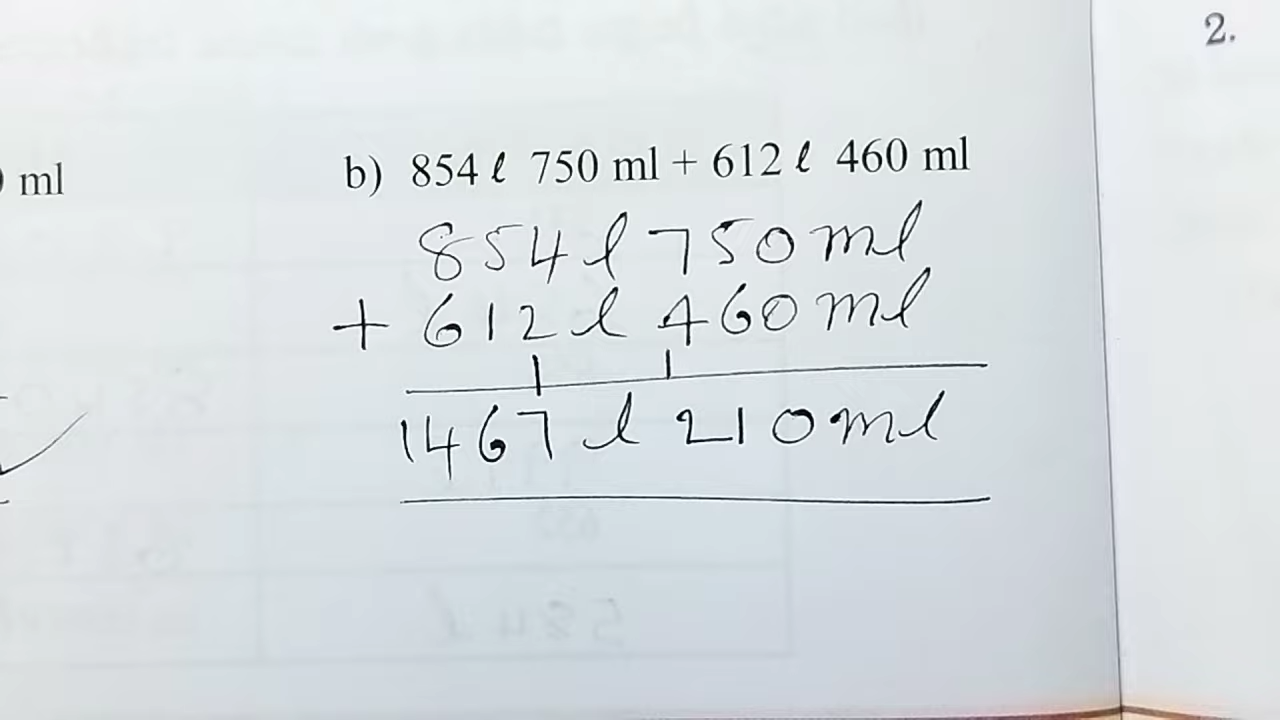 2.
ml
b) 854 ℓ 750 ml + 612 ℓ 460 ml
854 l 750 ml
+ 612 l 460 ml
1 1
1467 l 210 ml